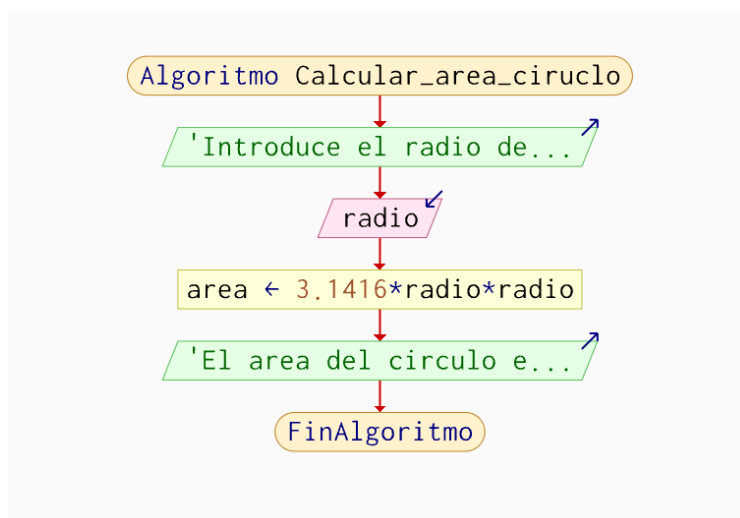 Algoritmo Calcular_area_ciruclo
'Introduce el radio de...
radio
area ← 3.1416*radio*radio
'El area del circulo e...
FinAlgoritmo